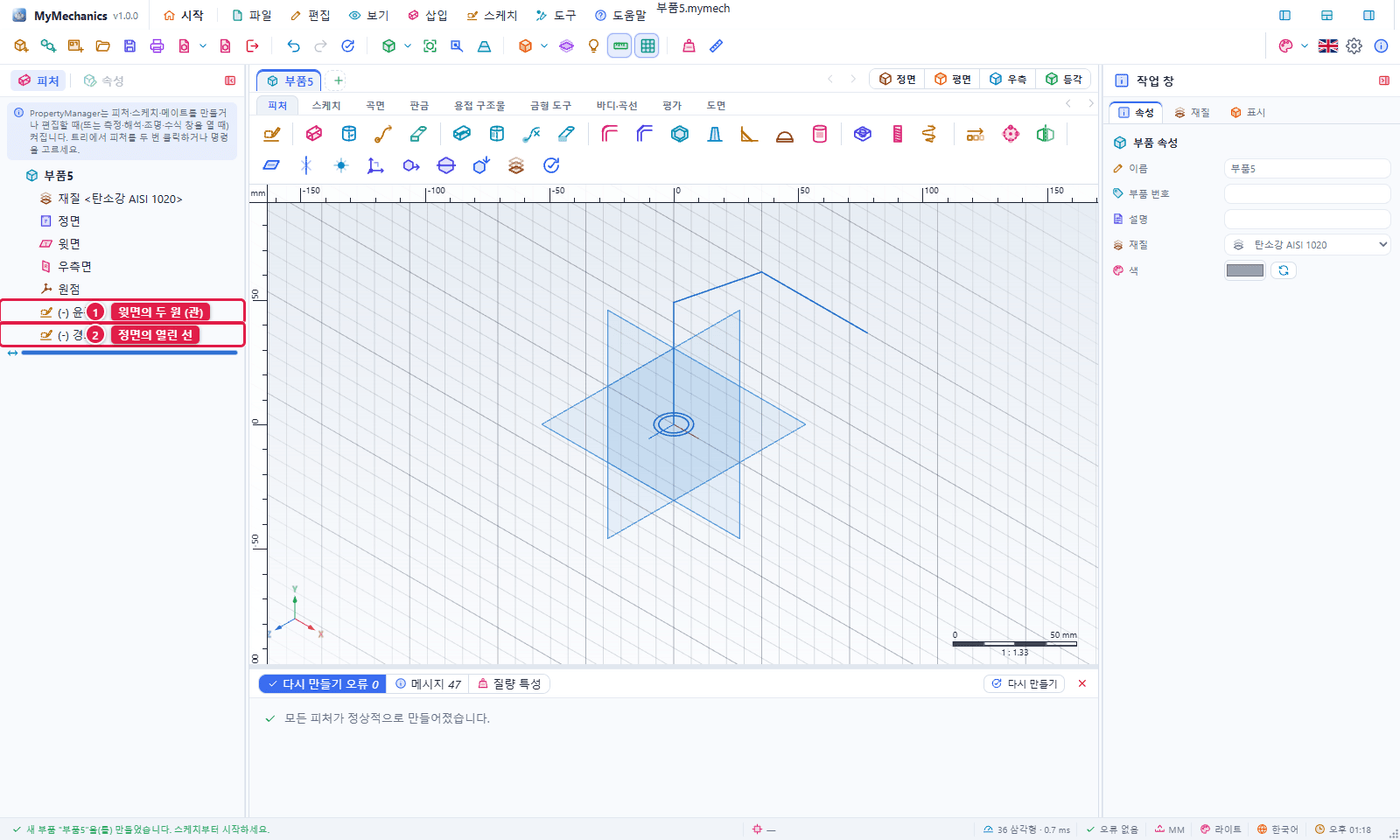 MyMechanics v1.0.0
시작
파일
편집
보기
삽입
스케치
도구
도움말
부품5.mymech
피처
속성
PropertyManager는 피처·스케치·메이트를 만들거
나 편집할 때(또는 측정·해석·조명·수식 창을 열 때)
켜집니다. 트리에서 피처를 두 번 클릭하거나 명령
을 고르세요.
부품5
재질 <탄소강 AISI 1020>
정면
윗면
우측면
원점
(-) 윤 1 윗면의 두 원 (관)
(-) 경 2 정면의 열린 선
부품5
정면
평면
우측
등각
피처
스케치
곡면
판금
용접 구조물
금형 도구
바디·곡선
평가
도면
mm
-150
-100
-50
0
50
100
150
Y
X
Z
0
50 mm
1 : 1.33
다시 만들기 오류 0
메시지 47
질량 특성
다시 만들기
모든 피처가 정상적으로 만들어졌습니다.
작업 창
속성
재질
표시
부품 속성
이름
부품5
부품 번호
설명
재질
탄소강 AISI 1020
색
새 부품 "부품5"을(를) 만들었습니다. 스케치부터 시작하세요.
—
36 삼각형 · 0.7 ms
오류 없음
MM
라이트
한국어
오후 01:18